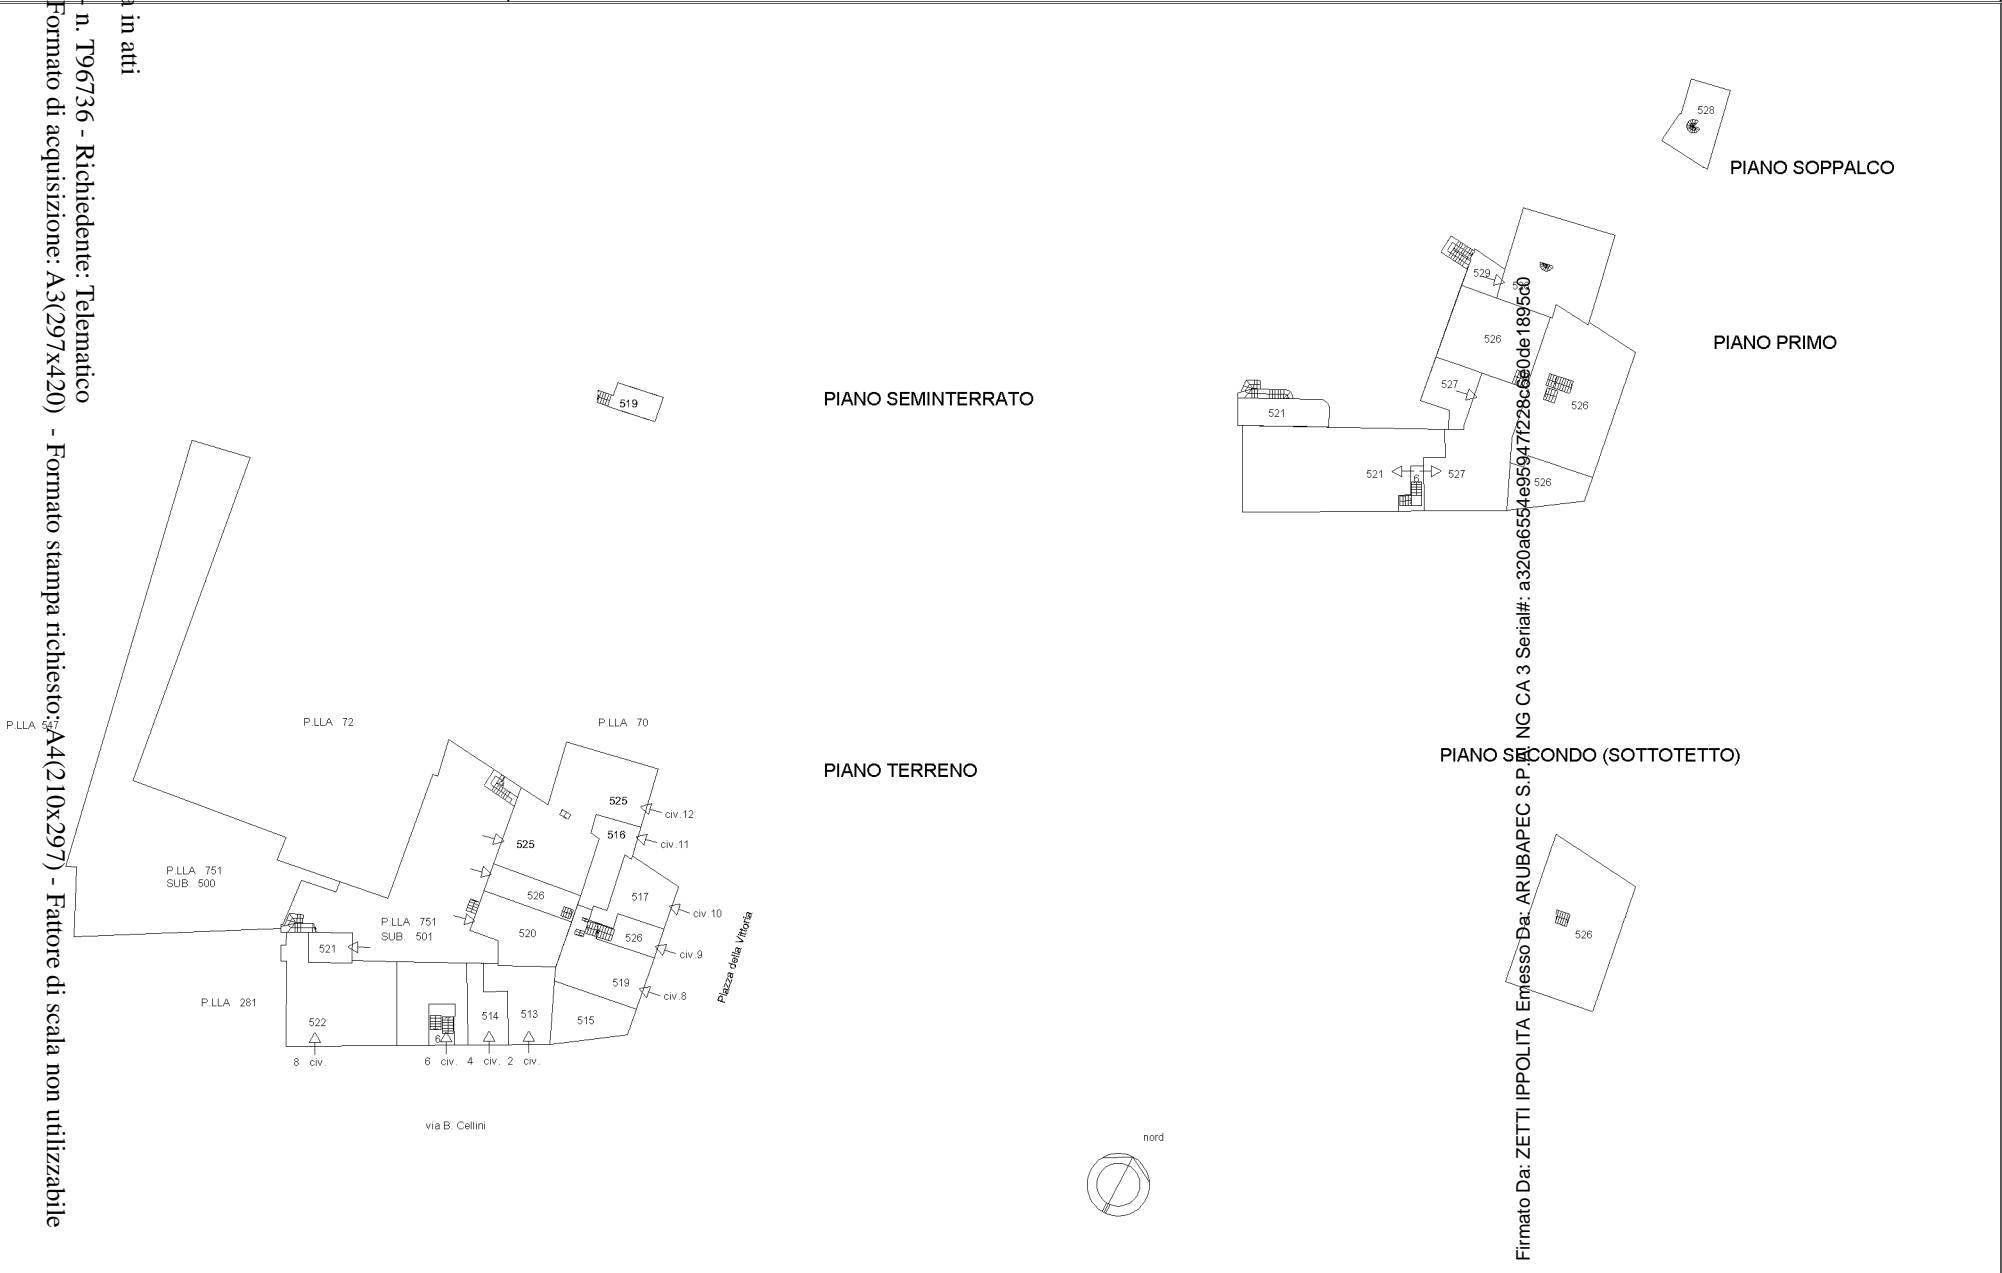 a in atti
- n. T96736 - Richiedente: Telematico
Formato di acquisizione: A3(297x420) - Formato stampa richiesto: A4(210x297) - Fattore di scala non utilizzabile
528
PIANO SOPPALCO
529
526
PIANO PRIMO
527
526
521
521
527
6
526
519
PIANO SEMINTERRATO
P.LLA 547
P.LLA 72
P.LLA 70
PIANO TERRENO
525
civ.12
516
civ.11
525
P.LLA 751
SUB. 500
526
517
civ.10
P.LLA 751
SUB. 501
520
526
521
civ.9
519
civ.8
Piazza della Vittoria
P.LLA 281
522
514
513
515
6
8 civ.
6 civ.
4 civ.
2 civ.
via B. Cellini
nord
PIANO SECONDO (SOTTOTETTO)
526
Firmato Da: ZETTI IPPOLITA Emesso Da: ARUBAPEC S.P.A. NG CA 3 Serial#: a320a6554e95947f228c6e0de1895c0